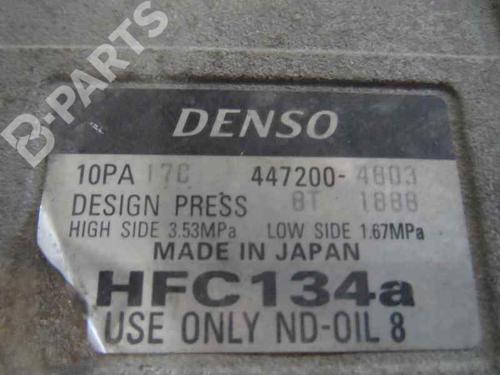 B-PARTS
DENSO
10PA 17C 447200-4803
DESIGN PRESS 8T 1888
HIGH SIDE 3.53MPa LOW SIDE 1.67MPa
MADE IN JAPAN
HFC134a
USE ONLY ND-OIL 8